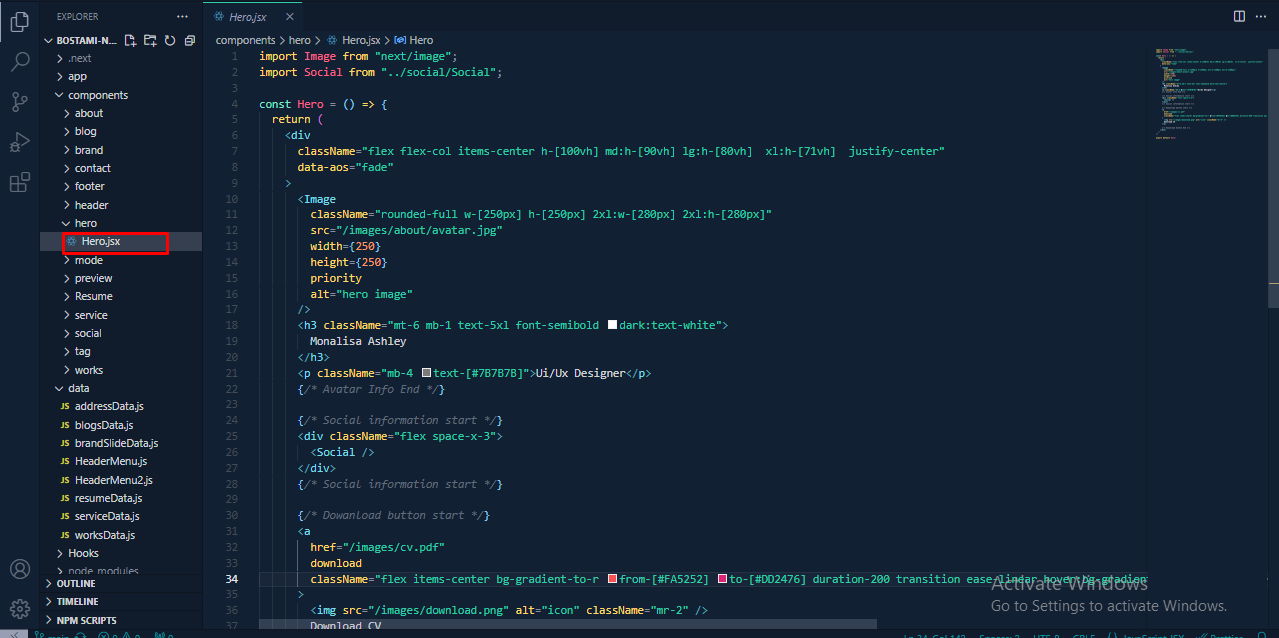 EXPLORER
BOSTAMI-N...
.next
app
components
about
blog
brand
contact
footer
header
hero
Hero.jsx
mode
preview
Resume
service
social
tag
works
data
JS addressData.js
JS blogsData.js
JS brandSlideData.js
JS HeaderMenu.js
JS HeaderMenu2.js
JS resumeData.js
JS serviceData.js
JS worksData.js
Hooks
node_modules
OUTLINE
TIMELINE
NPM SCRIPTS
Hero.jsx
components > hero > Hero.jsx > Hero
1 import Image from "next/image";
2 import Social from "../social/Social";
3
4 const Hero = () => {
5 return (
6 <div
7 className="flex flex-col items-center h-[100vh] md:h-[90vh] lg:h-[80vh]  xl:h-[71vh]  justify-center"
8 data-aos="fade"
9 >
10 <Image
11 className="rounded-full w-[250px] h-[250px] 2xl:w-[280px] 2xl:h-[280px]"
12 src="/images/about/avatar.jpg"
13 width={250}
14 height={250}
15 priority
16 alt="hero image"
17 />
18 <h3 className="mt-6 mb-1 text-5xl font-semibold dark:text-white">
19 Monalisa Ashley
20 </h3>
21 <p className="mb-4 text-[#7B7B7B]">Ui/Ux Designer</p>
22 {/* Avatar Info End */}
23
24 {/* Social information start */}
25 <div className="flex space-x-3">
26 <Social />
27 </div>
28 {/* Social information start */}
29
30 {/* Dowanload button start */}
31 <a
32 href="/images/cv.pdf"
33 download
34 className="flex items-center bg-gradient-to-r from-[#FA5252] to-[#DD2476] duration-200 transition ease-linear hover:bg-gradien
35 >
36 <img src="/images/download.png" alt="icon" className="mr-2" />
37 Download CV
Activate Windows
Go to Settings to activate Windows.